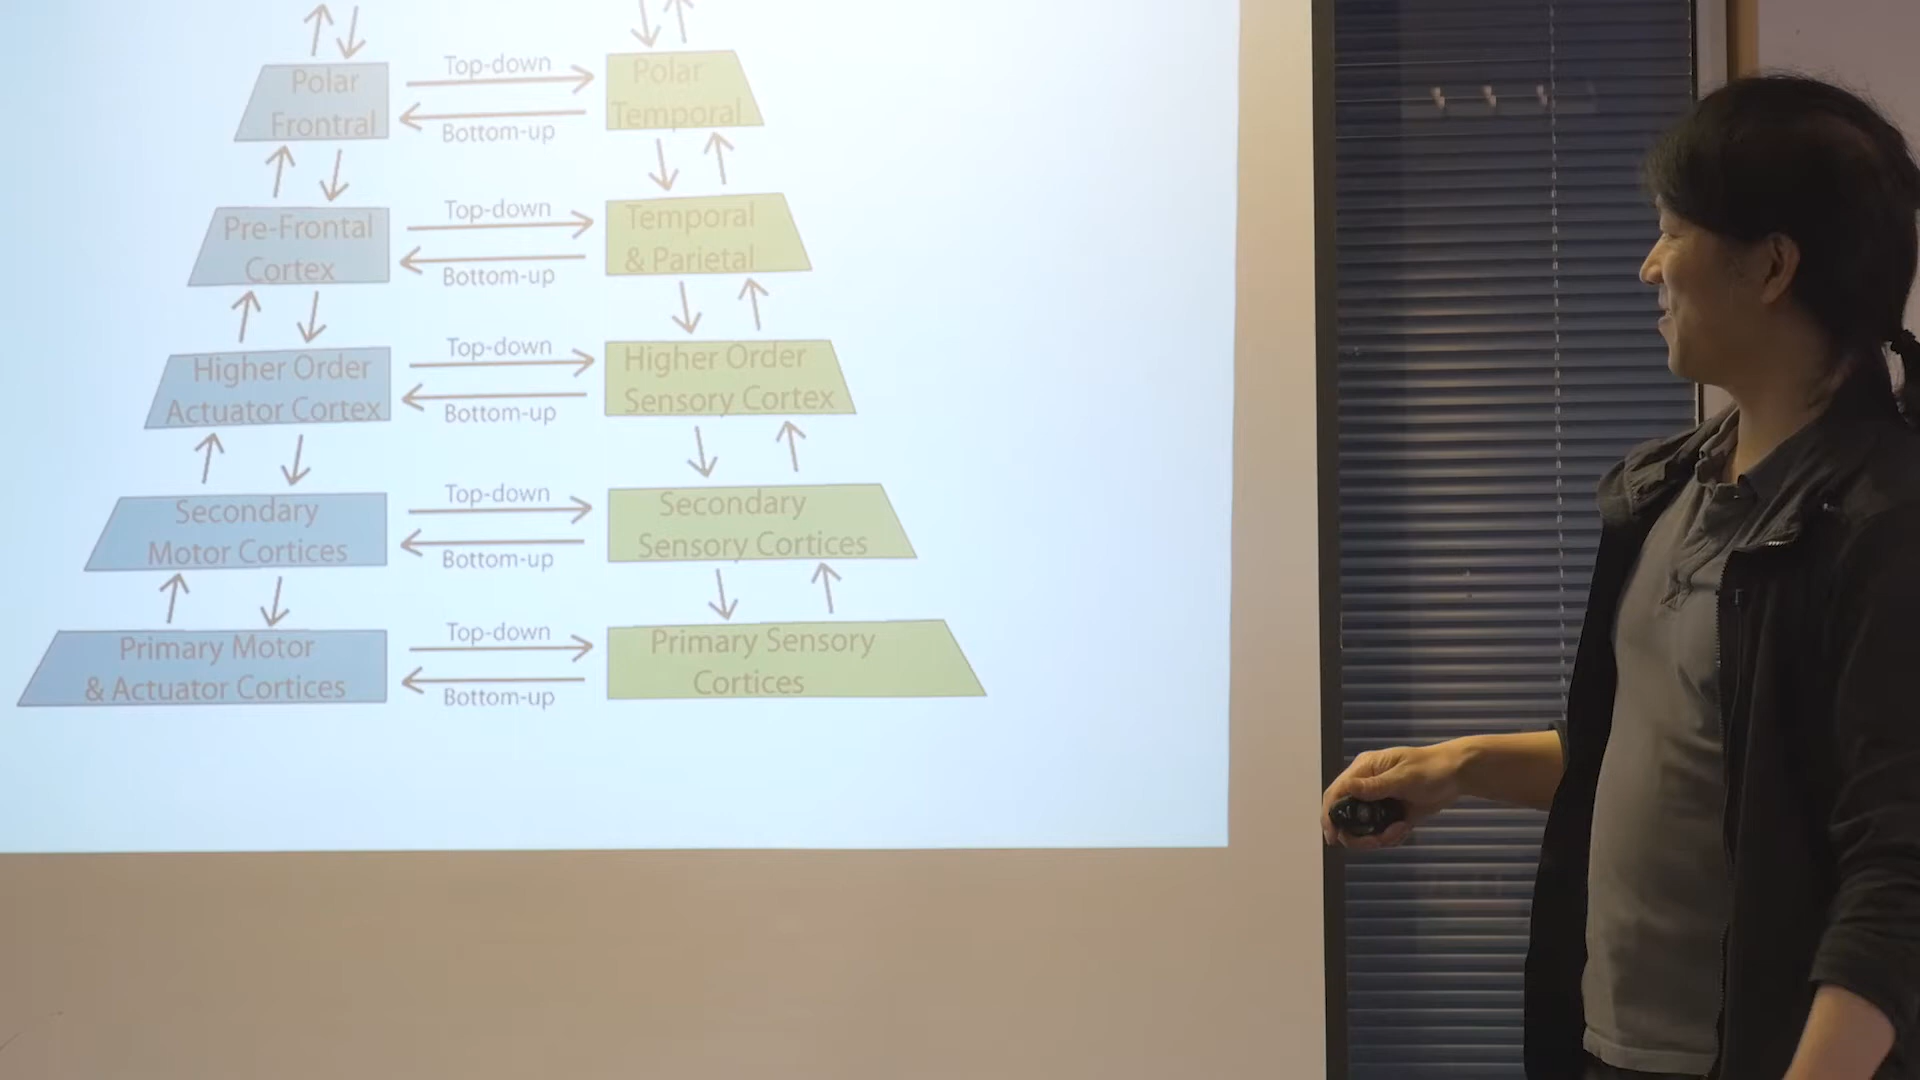 Polar
Frontral
Top-down
Bottom-up
Polar
Temporal
Pre-Frontal
Cortex
Top-down
Bottom-up
Temporal
& Parietal
Higher Order
Actuator Cortex
Top-down
Bottom-up
Higher Order
Sensory Cortex
Secondary
Motor Cortices
Top-down
Bottom-up
Secondary
Sensory Cortices
Primary Motor
& Actuator Cortices
Top-down
Bottom-up
Primary Sensory
Cortices